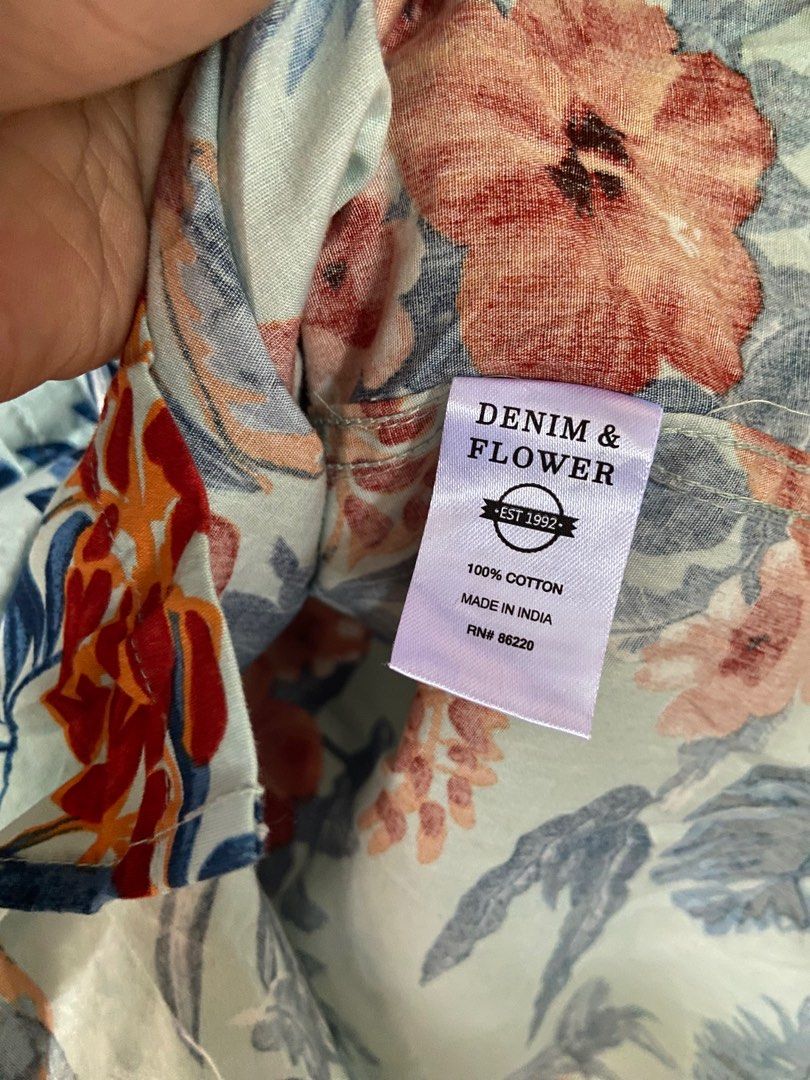 DENIM &
FLOWER
•EST 1992•
100% COTTON
MADE IN INDIA
RN# 86220